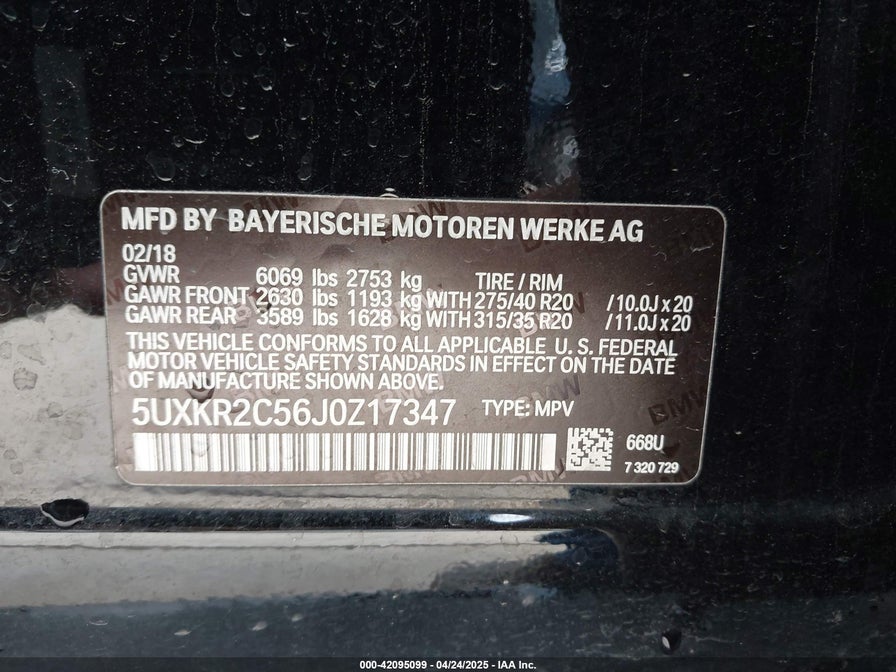 MFD BY BAYERISCHE MOTOREN WERKE AG
02/18
GVWR 6069 lbs 2753 kg TIRE / RIM
GAWR FRONT 2630 lbs 1193 kg WITH 275/40 R20 /10.0J x 20
GAWR REAR 3589 lbs 1628 kg WITH 315/35 R20 /11.0J x 20
THIS VEHICLE CONFORMS TO ALL APPLICABLE U. S. FEDERAL
MOTOR VEHICLE SAFETY STANDARDS IN EFFECT ON THE DATE
OF MANUFACTURE SHOWN ABOVE.
5UXKR2C56J0Z17347 TYPE: MPV
668U
7 320 729
000-42095099 - 04/24/2025 - IAA Inc.